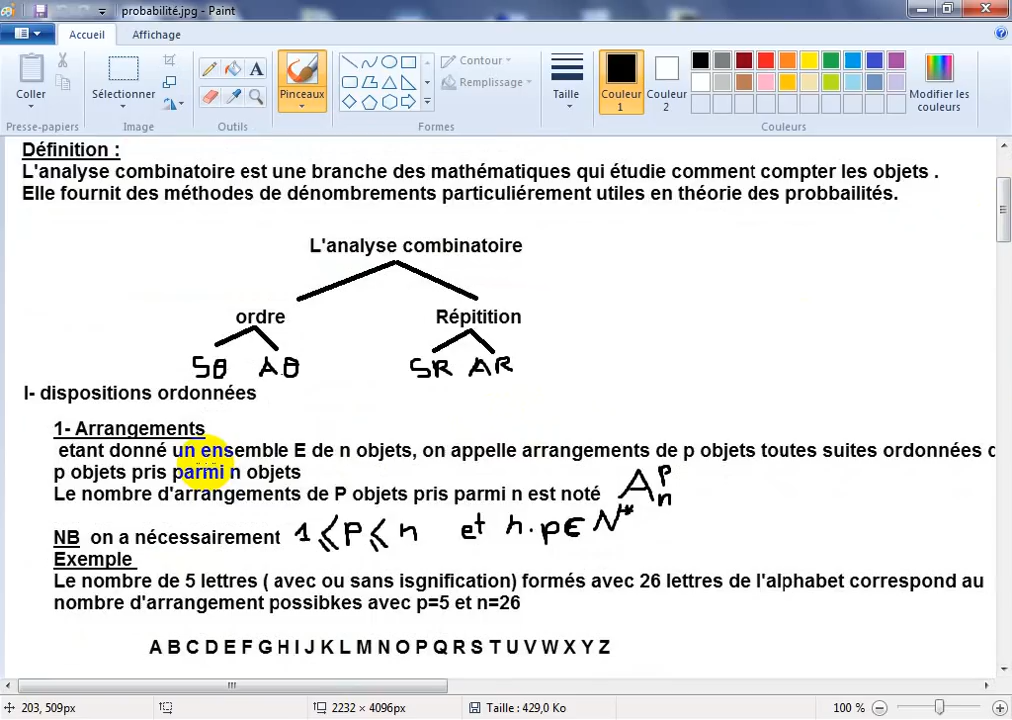 probabilité.jpg - Paint
Accueil Affichage
Coller
Sélectionner
Pinceaux
Contour
Remplissage
Taille
Couleur 1
Couleur 2
Modifier les couleurs
Presse-papiers Image Outils Formes Couleurs
Définition :
L'analyse combinatoire est une branche des mathématiques qui étudie comment compter les objets .
Elle fournit des méthodes de dénombrements particuliérement utiles en théorie des probbailités.
L'analyse combinatoire
ordre Répitition
SO AO SR AR
I- dispositions ordonnées
1- Arrangements
etant donné un ensemble E de n objets, on appelle arrangements de p objets toutes suites ordonnées
p objets pris parmi n objets
Le nombre d'arrangements de P objets pris parmi n est noté A_n^P
NB on a nécessairement 1 ⩽ P ⩽ n et n.p ∈ N*
Exemple
Le nombre de 5 lettres ( avec ou sans isgnification) formés avec 26 lettres de l'alphabet correspond au
nombre d'arrangement possibkes avec p=5 et n=26
A B C D E F G H I J K L M N O P Q R S T U V W X Y Z
203, 509px 2232 × 4096px Taille : 429,0 Ko 100 %